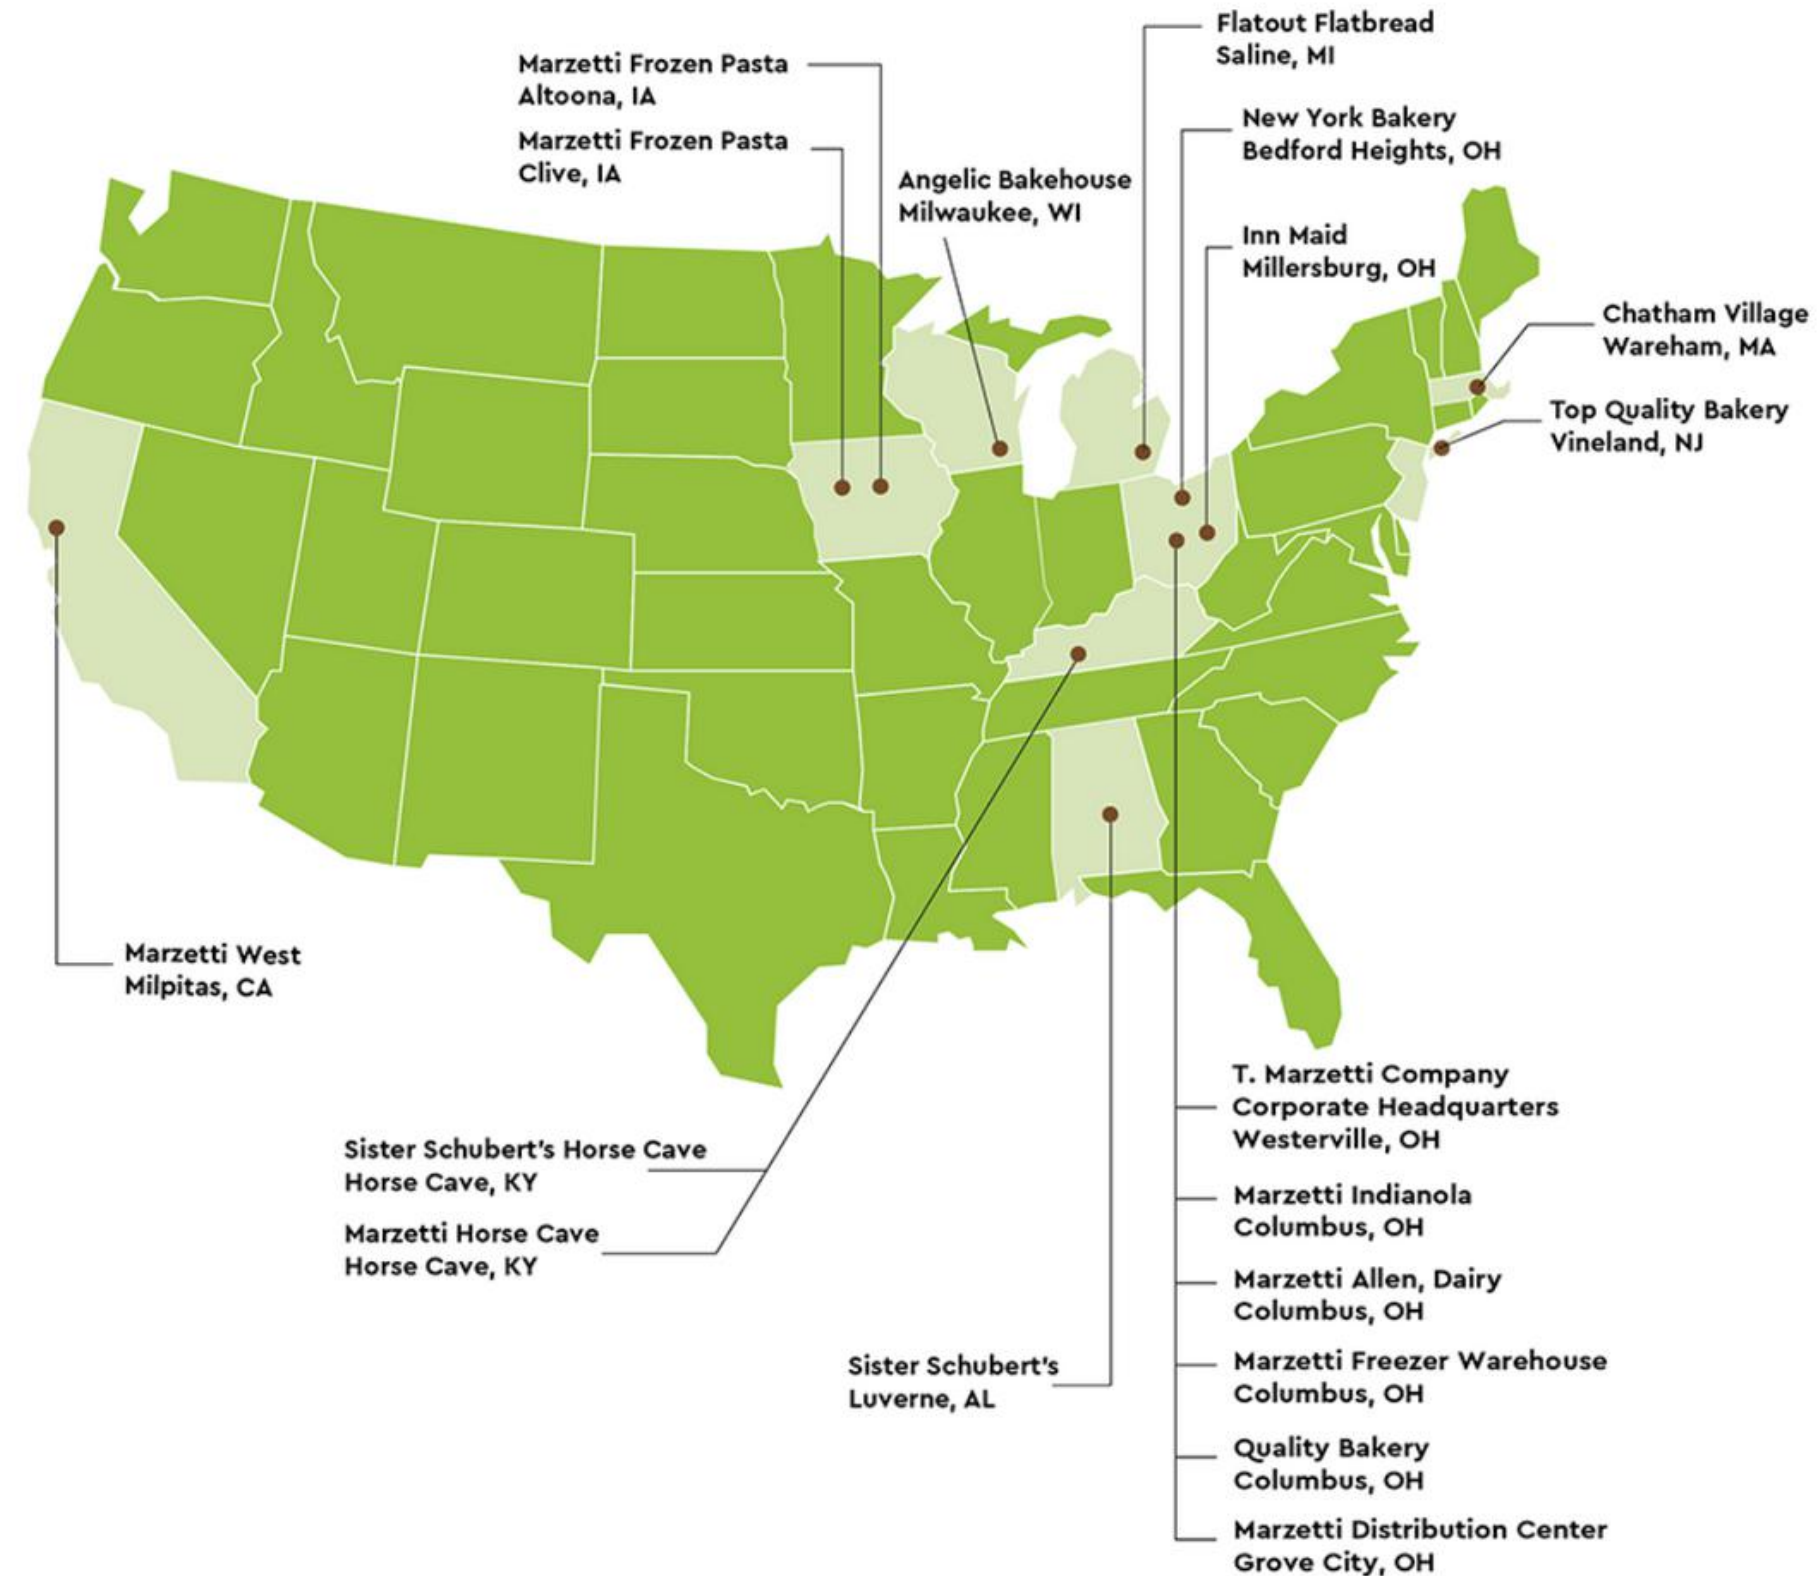 Flatout Flatbread
Saline, MI
Marzetti Frozen Pasta
Altoona, IA
New York Bakery
Bedford Heights, OH
Marzetti Frozen Pasta
Clive, IA
Angelic Bakehouse
Milwaukee, WI
Inn Maid
Millersburg, OH
Chatham Village
Wareham, MA
Top Quality Bakery
Vineland, NJ
Marzetti West
Milpitas, CA
T. Marzetti Company
Corporate Headquarters
Westerville, OH
Sister Schubert's Horse Cave
Horse Cave, KY
Marzetti Indianola
Columbus, OH
Marzetti Horse Cave
Horse Cave, KY
Marzetti Allen, Dairy
Columbus, OH
Sister Schubert's
Luverne, AL
Marzetti Freezer Warehouse
Columbus, OH
Quality Bakery
Columbus, OH
Marzetti Distribution Center
Grove City, OH